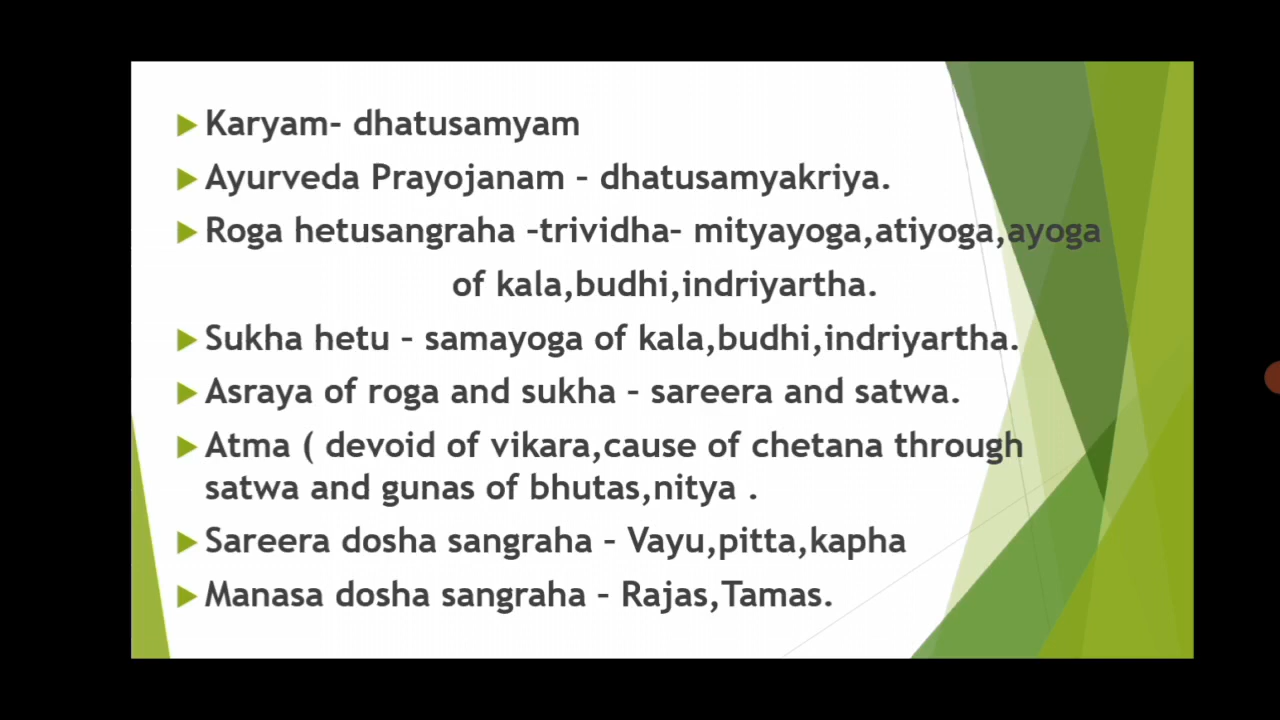 Karyam- dhatusamyam
Ayurveda Prayojanam – dhatusamyakriya.
Roga hetusangraha –trividha– mityayoga,atiyoga,ayoga
of kala,budhi,indriyartha.
Sukha hetu – samayoga of kala,budhi,indriyartha.
Asraya of roga and sukha – sareera and satwa.
Atma ( devoid of vikara,cause of chetana through
satwa and gunas of bhutas,nitya .
Sareera dosha sangraha – Vayu,pitta,kapha
Manasa dosha sangraha – Rajas,Tamas.